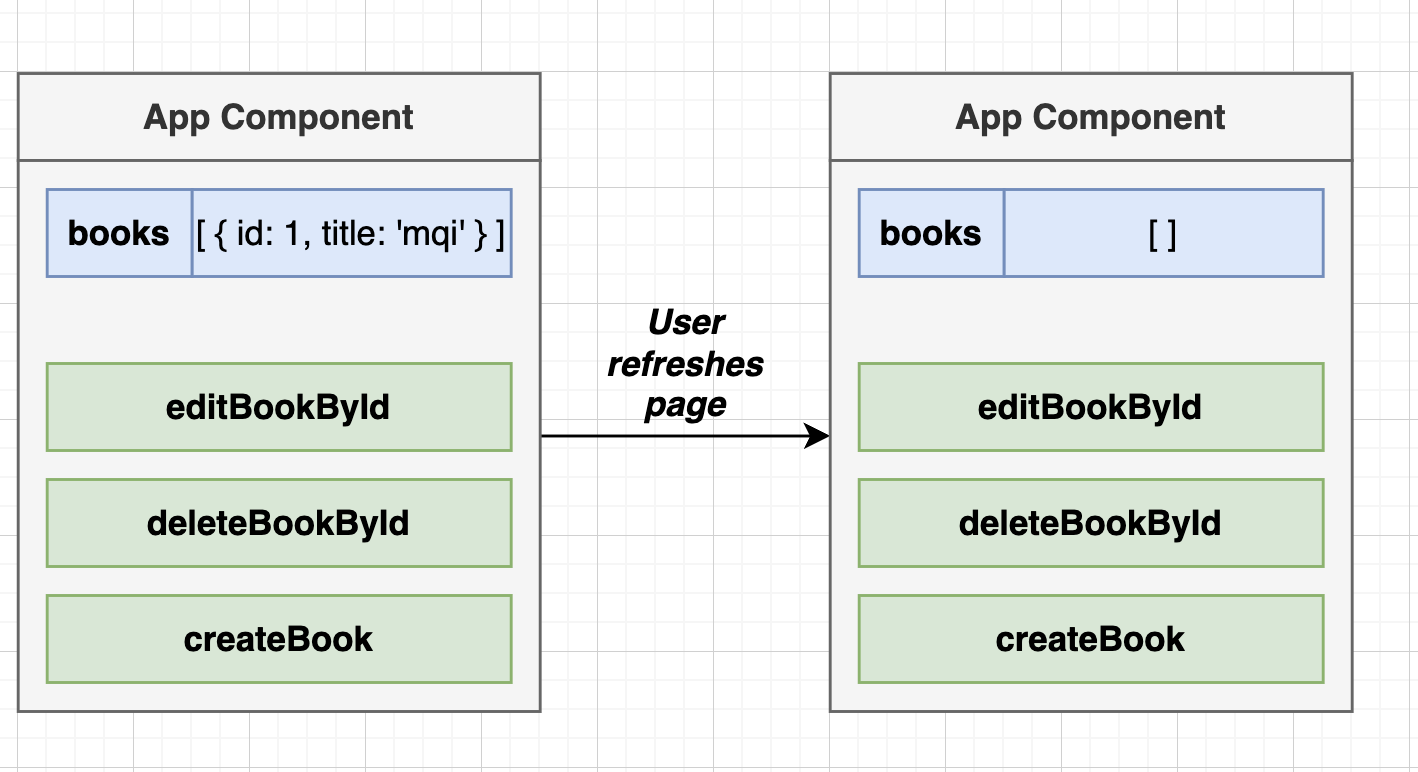 App Component
books
[ { id: 1, title: 'mqi' } ]
editBookById
deleteBookById
createBook
User
refreshes
page
App Component
books
[ ]
editBookById
deleteBookById
createBook